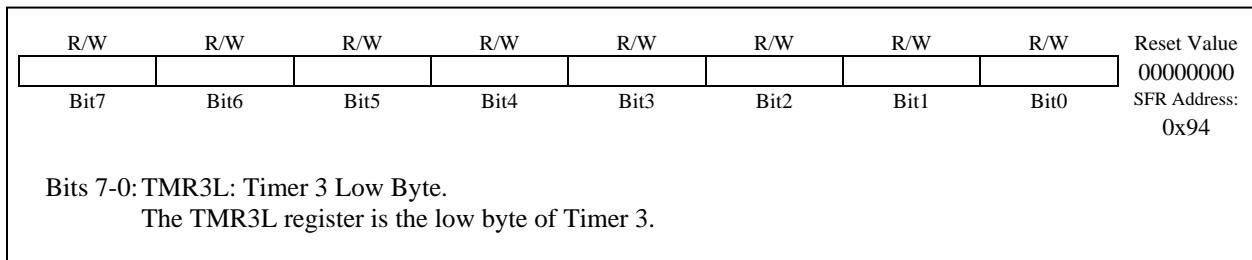 R/W R/W R/W R/W R/W R/W R/W R/W Reset Value
00000000
Bit7 Bit6 Bit5 Bit4 Bit3 Bit2 Bit1 Bit0 SFR Address:
0x94
Bits 7-0: TMR3L: Timer 3 Low Byte.
The TMR3L register is the low byte of Timer 3.